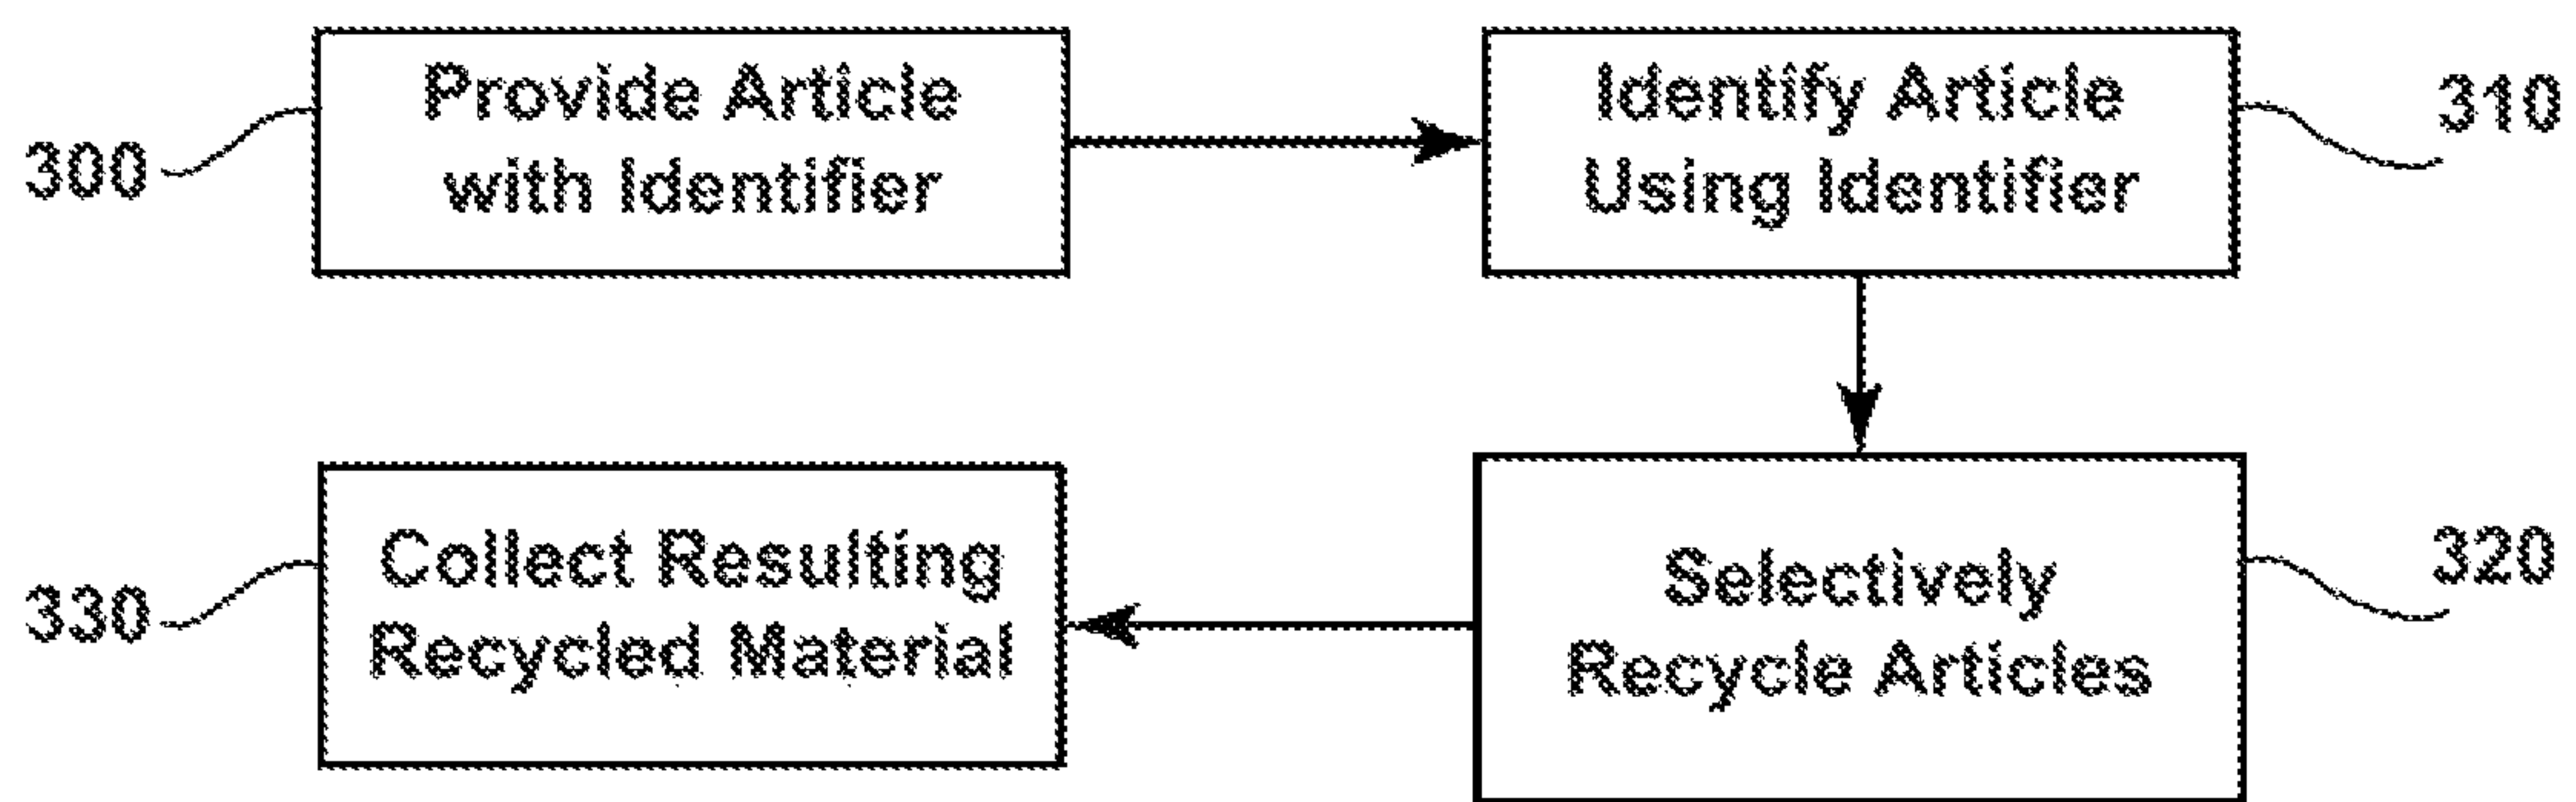 Provide Article
with Identifier
300
Identify Article
Using Identifier
310
Selectively
Recycle Articles
320
Collect Resulting
Recycled Material
330